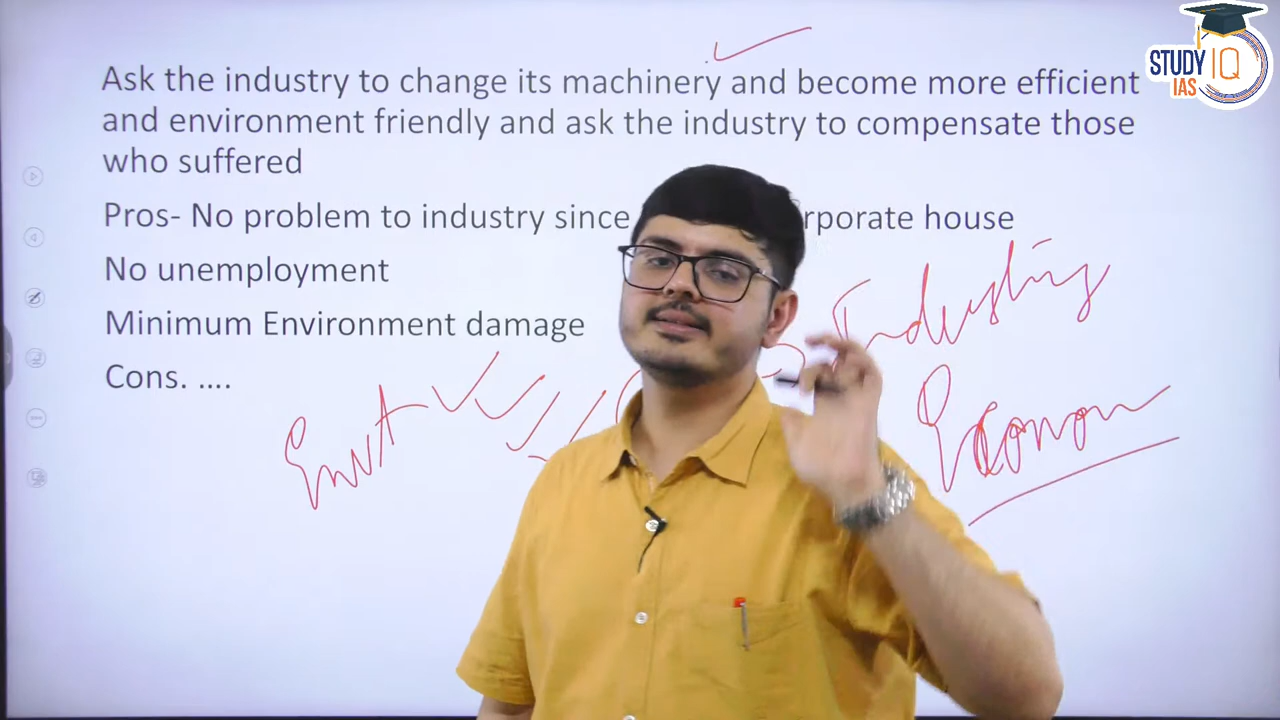 STUDY IQ
IAS
Ask the industry to change its machinery and become more efficient
and environment friendly and ask the industry to compensate those
who suffered
Pros- No problem to industry since rporate house
No unemployment
Minimum Environment damage
Cons. ....
Industry
Envt
Econom